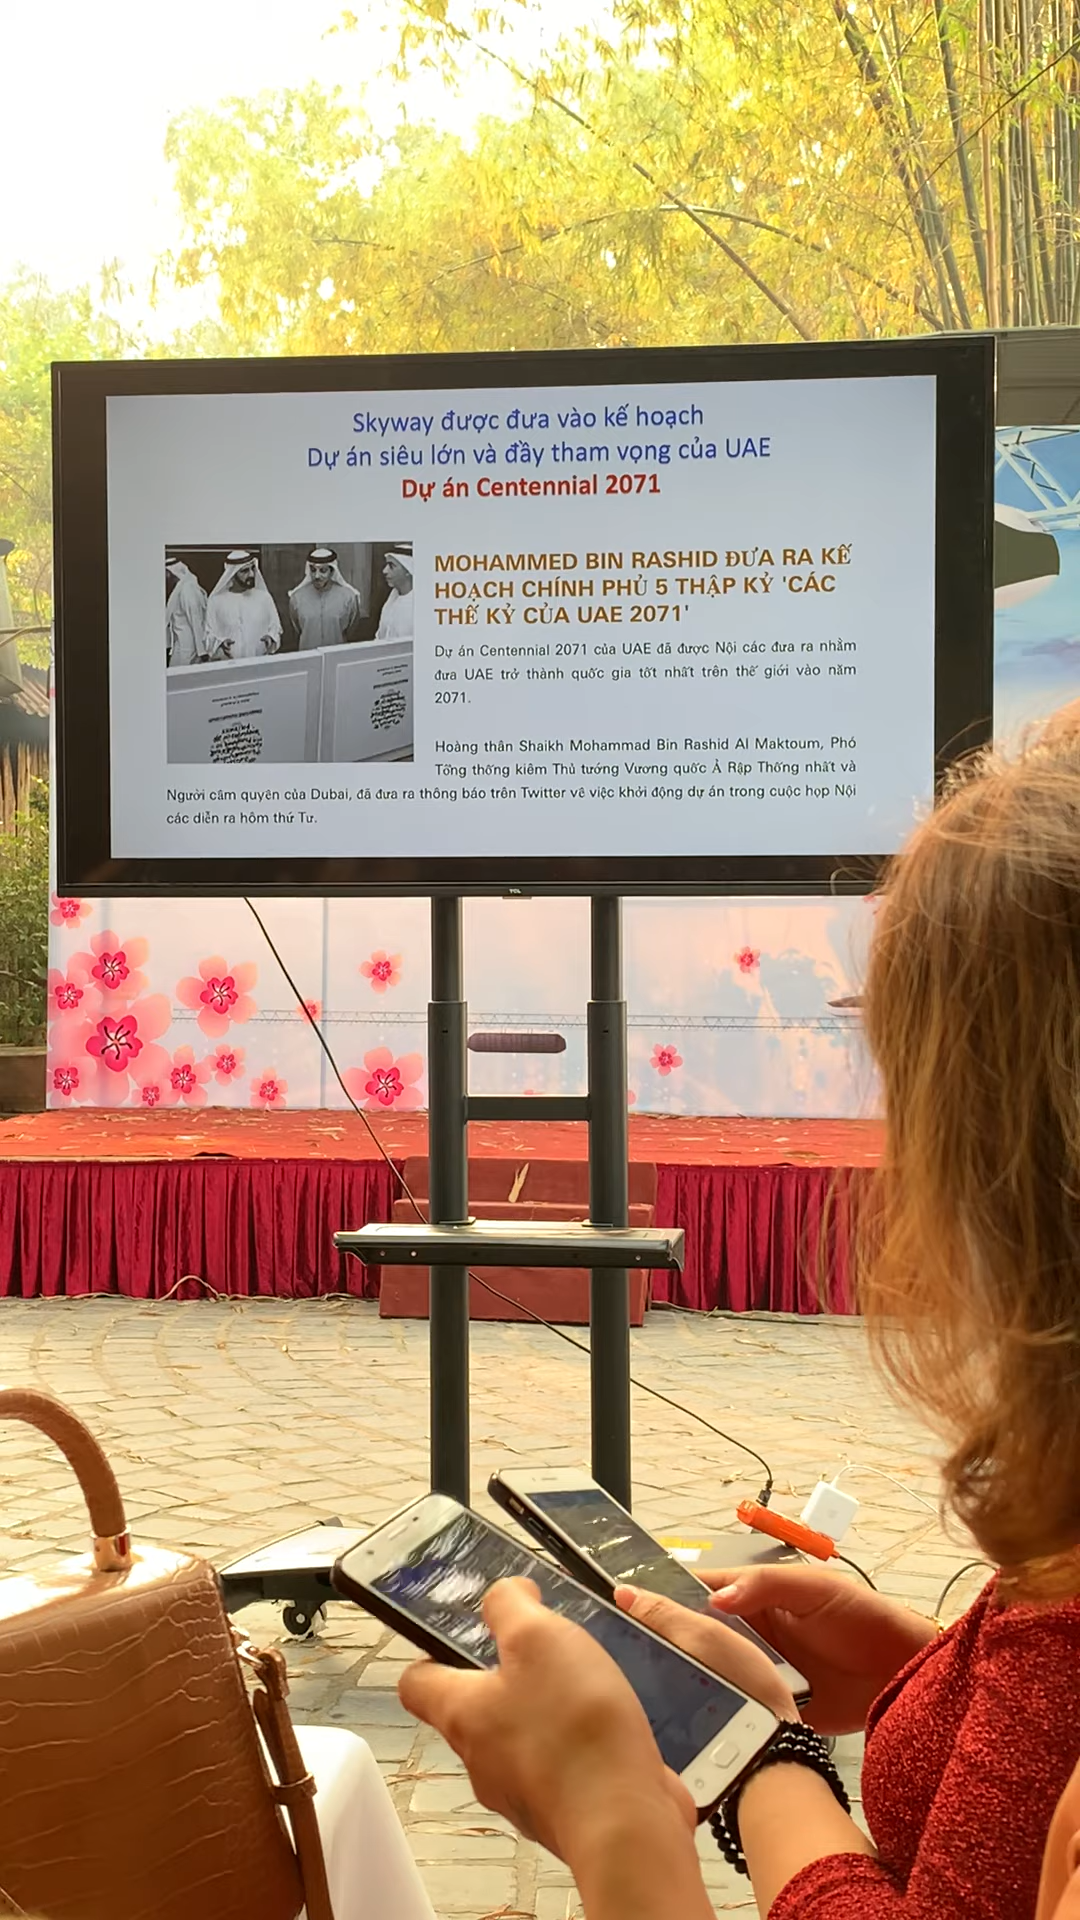 Skyway được đưa vào kế hoạch
Dự án siêu lớn và đầy tham vọng của UAE
Dự án Centennial 2071
MOHAMMED BIN RASHID ĐƯA RA KẾ
HOẠCH CHÍNH PHỦ 5 THẬP KỶ 'CÁC
THẾ KỶ CỦA UAE 2071'
Dự án Centennial 2071 của UAE đã được Nội các đưa ra nhằm
đưa UAE trở thành quốc gia tốt nhất trên thế giới vào năm
2071.
Hoàng thân Shaikh Mohammad Bin Rashid Al Maktoum, Phó
Tổng thống kiêm Thủ tướng Vương quốc Ả Rập Thống nhất và
Người cầm quyền của Dubai, đã đưa ra thông báo trên Twitter về việc khởi động dự án trong cuộc họp Nội
các diễn ra hôm thứ Tư.
TCL